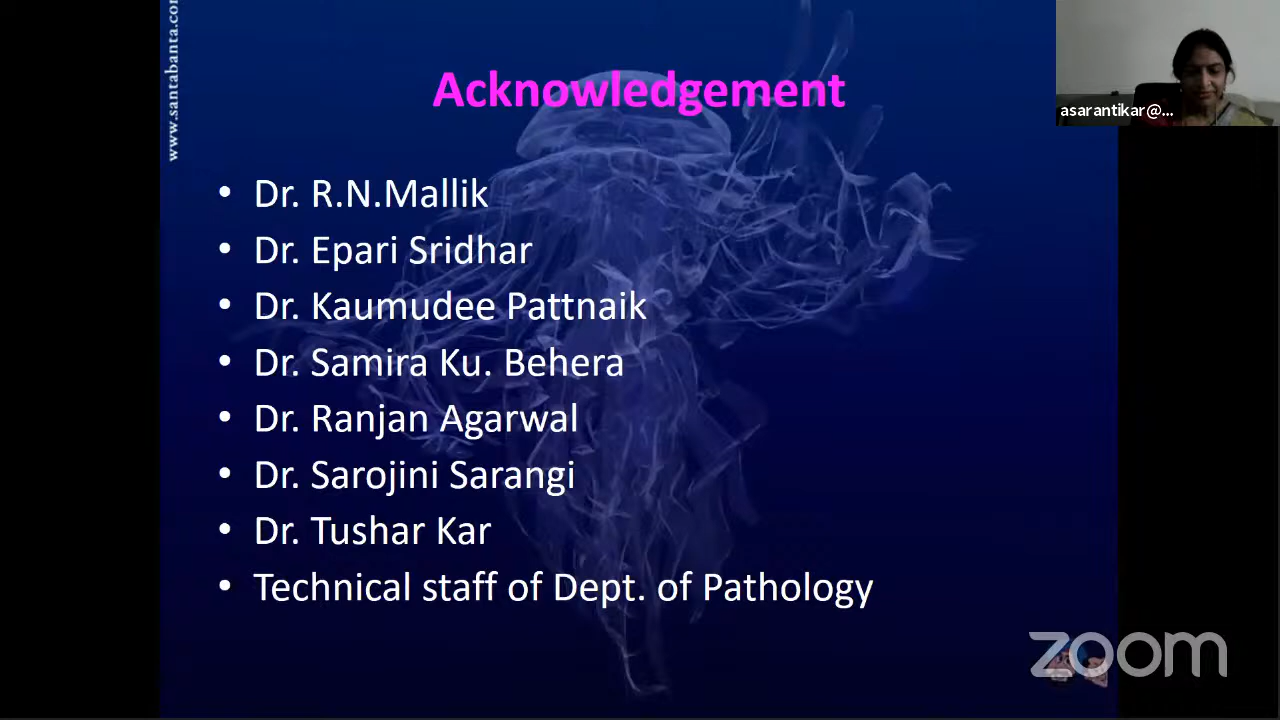 www.santabanta.com
Acknowledgement
asarantikar@...
• Dr. R.N.Mallik
• Dr. Epari Sridhar
• Dr. Kaumudee Pattnaik
• Dr. Samira Ku. Behera
• Dr. Ranjan Agarwal
• Dr. Sarojini Sarangi
• Dr. Tushar Kar
• Technical staff of Dept. of Pathology
zoom